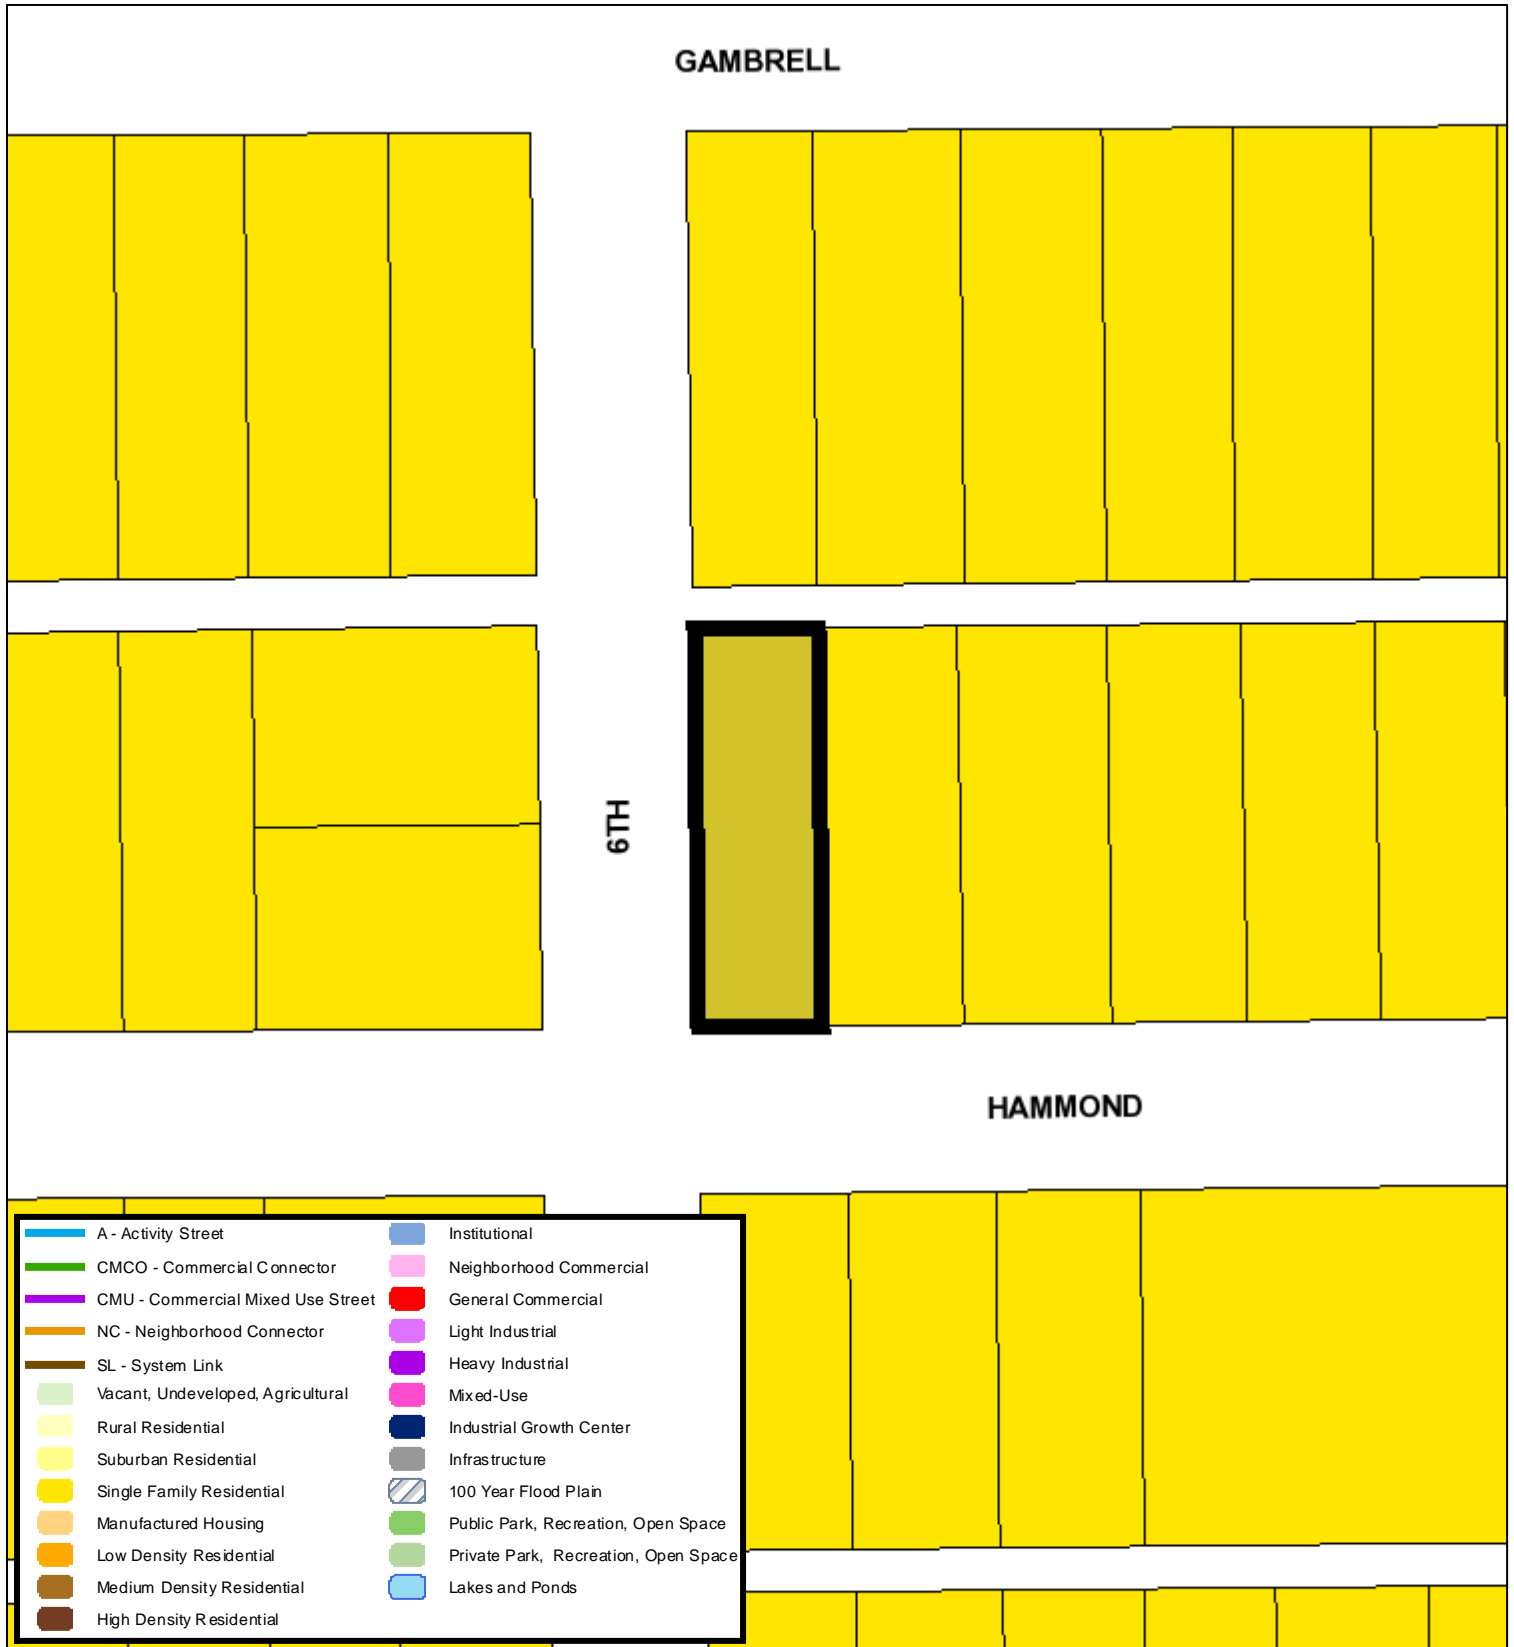 GAMBRELL
6TH
HAMMOND
A - Activity Street
CMCO - Commercial Connector
CMU - Commercial Mixed Use Street
NC - Neighborhood Connector
SL - System Link
Vacant, Undeveloped, Agricultural
Rural Residential
Suburban Residential
Single Family Residential
Manufactured Housing
Low Density Residential
Medium Density Residential
High Density Residential
Institutional
Neighborhood Commercial
General Commercial
Light Industrial
Heavy Industrial
Mixed-Use
Industrial Growth Center
Infrastructure
100 Year Flood Plain
Public Park, Recreation, Open Space
Private Park, Recreation, Open Space
Lakes and Ponds